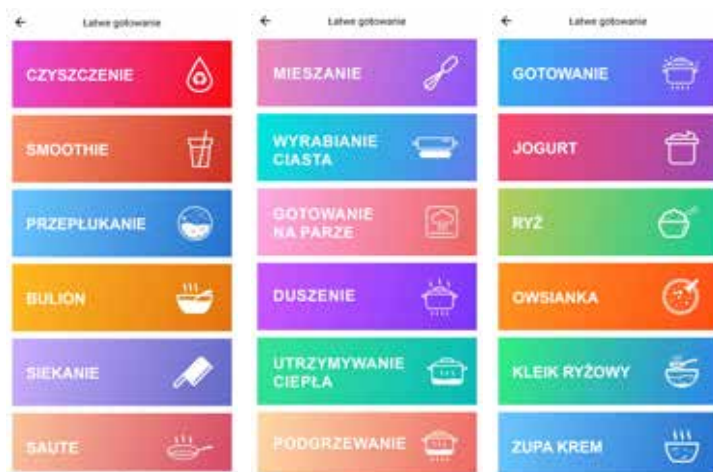 Łatwe gotowanie
CZYSZCZENIE
SMOOTHIE
PRZEPŁUKANIE
BULION
SIEKANIE
SAUTE
Łatwe gotowanie
MIESZANIE
WYRABIANIE
CIASTA
GOTOWANIE
NA PARZE
DUSZENIE
UTRZYMYWANIE
CIEPŁA
PODGRZEWANIE
Łatwe gotowanie
GOTOWANIE
JOGURT
RYŻ
OWSIANKA
KLEIK RYŻOWY
ZUPA KREM